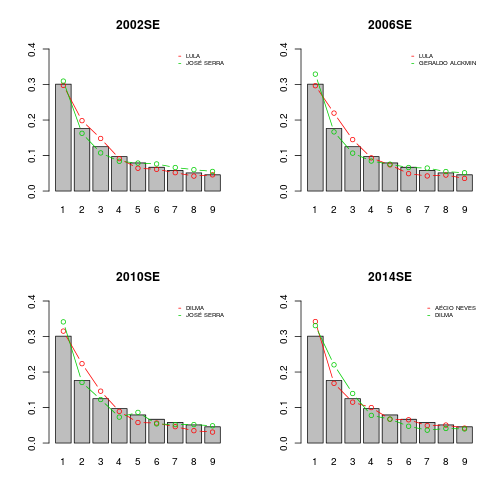 2002SE
LULA
JOSÉ SERRA
0.4
0.3
0.2
0.1
0.0
1 2 3 4 5 6 7 8 9
2006SE
LULA
GERALDO ALCKMIN
0.4
0.3
0.2
0.1
0.0
1 2 3 4 5 6 7 8 9
2010SE
DILMA
JOSÉ SERRA
0.4
0.3
0.2
0.1
0.0
1 2 3 4 5 6 7 8 9
2014SE
AÉCIO NEVES
DILMA
0.4
0.3
0.2
0.1
0.0
1 2 3 4 5 6 7 8 9